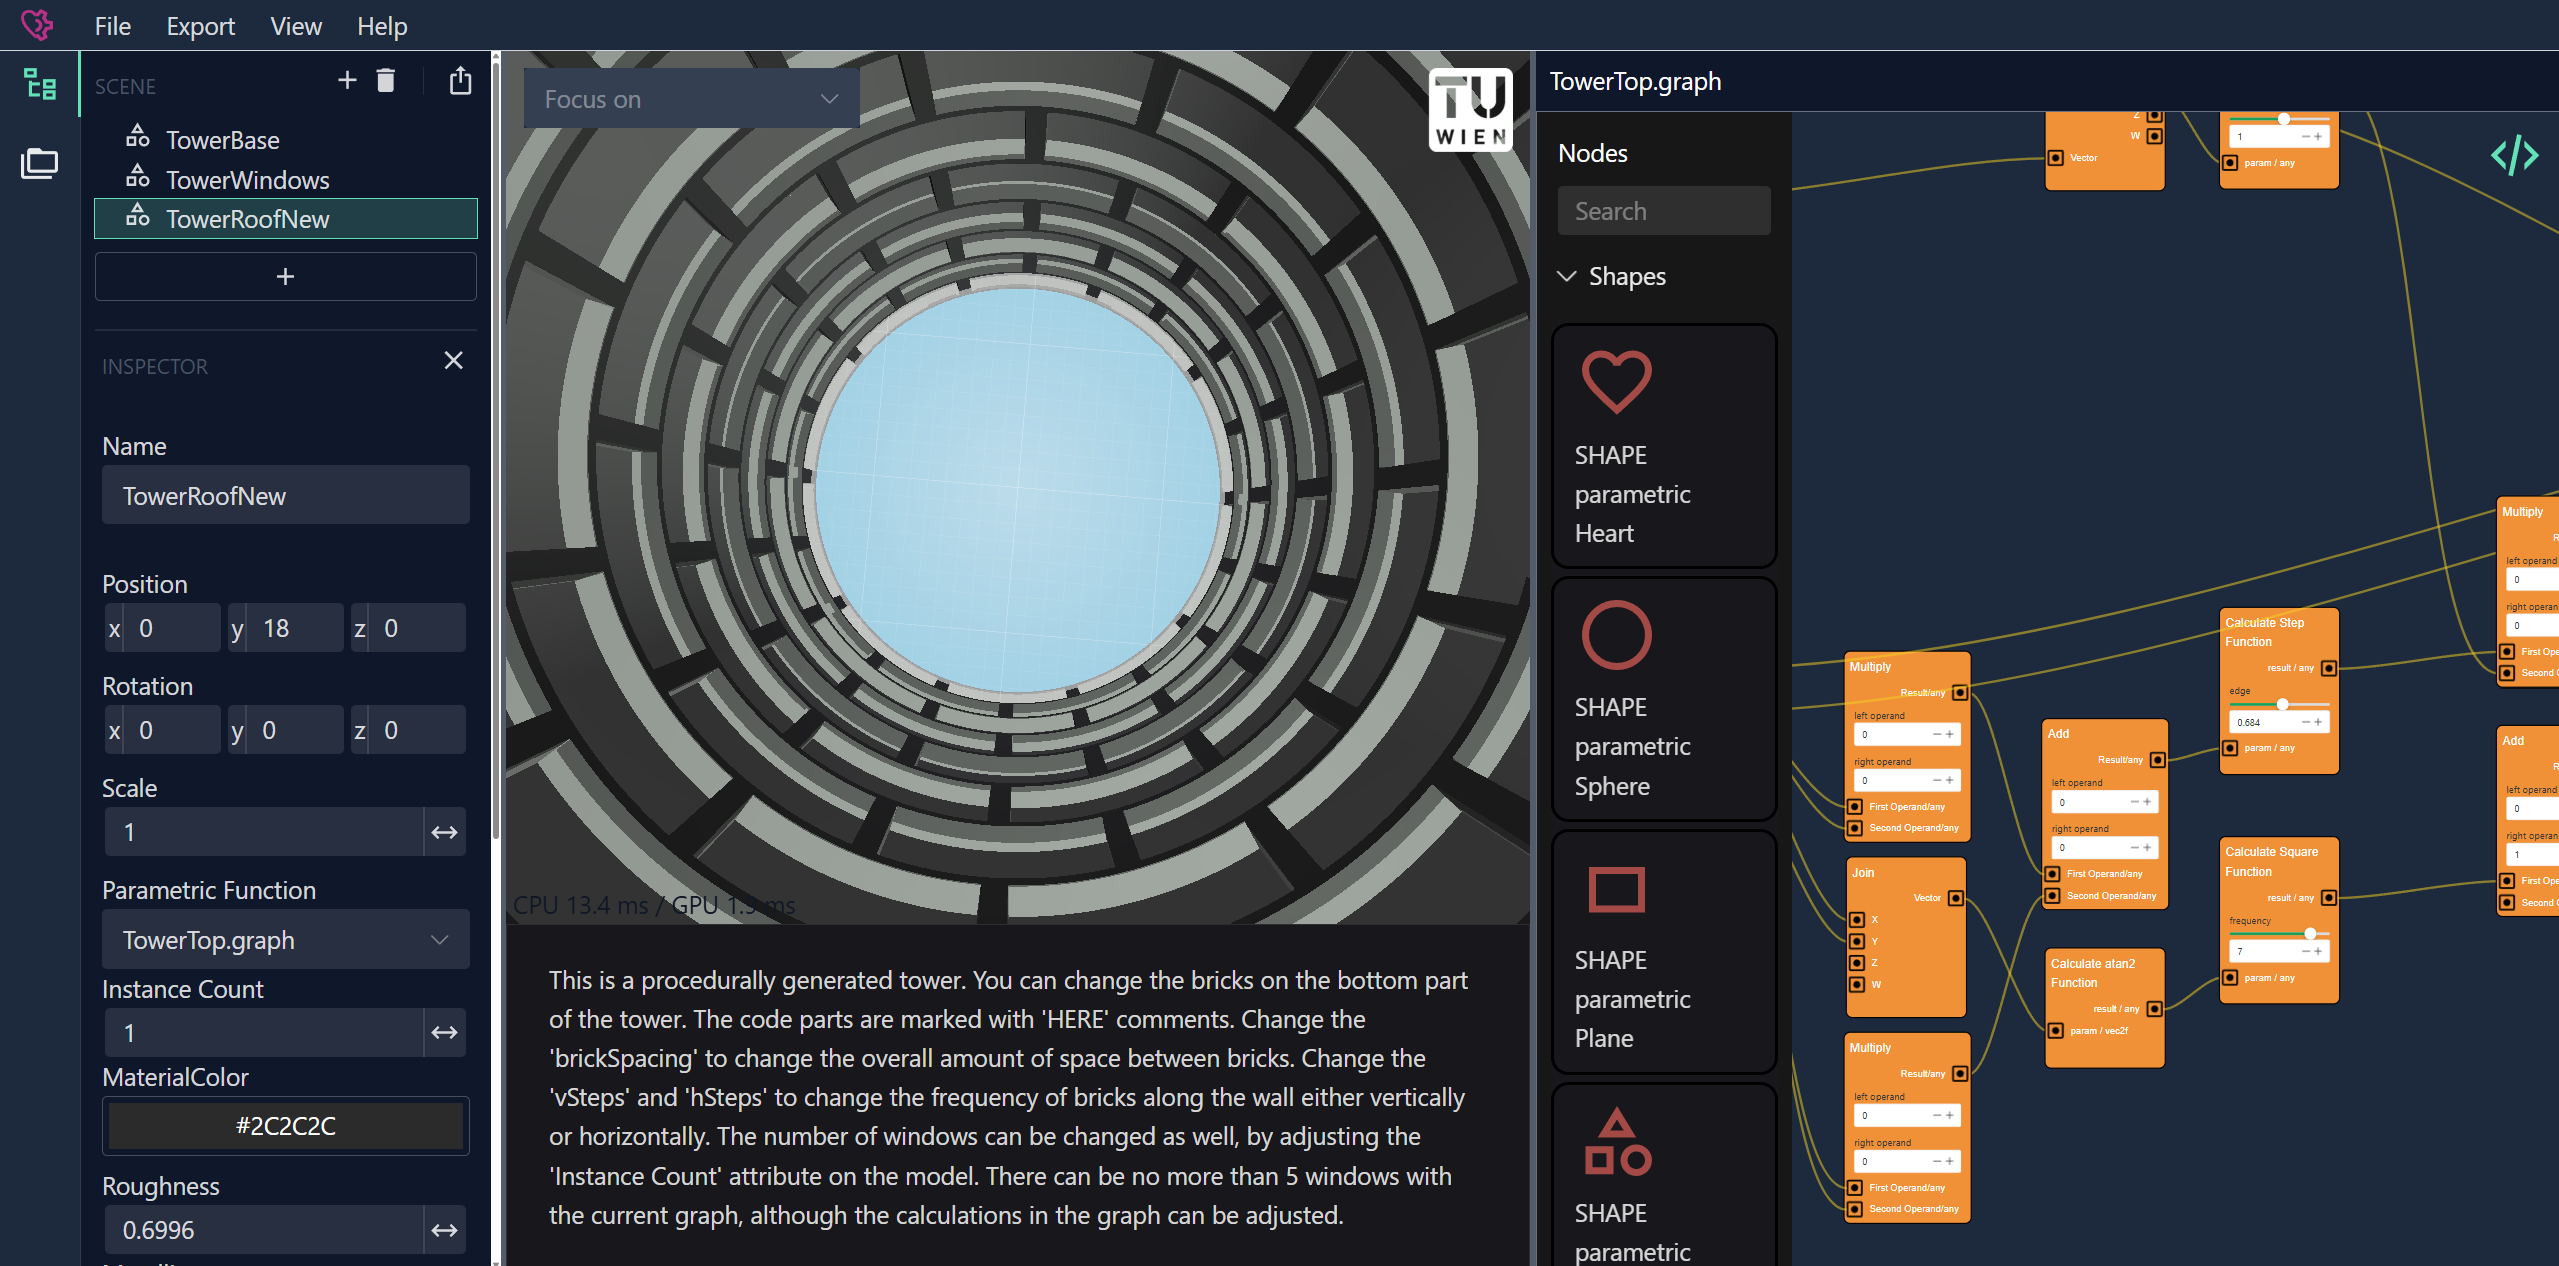 File Export View Help
SCENE
TowerBase
TowerWindows
TowerRoofNew
+
INSPECTOR
Name
TowerRoofNew
Position
x 0 y 18 z 0
Rotation
x 0 y 0 z 0
Scale
1
Parametric Function
TowerTop.graph
Instance Count
1
MaterialColor
#2C2C2C
Roughness
0.6996
Focus on
TU
WIEN
CPU 13.4 ms / GPU 1.9 ms
This is a procedurally generated tower. You can change the bricks on the bottom part
of the tower. The code parts are marked with 'HERE' comments. Change the
'brickSpacing' to change the overall amount of space between bricks. Change the
'vSteps' and 'hSteps' to change the frequency of bricks along the wall either vertically
or horizontally. The number of windows can be changed as well, by adjusting the
'Instance Count' attribute on the model. There can be no more than 5 windows with
the current graph, although the calculations in the graph can be adjusted.
TowerTop.graph
Nodes
Search
Shapes
SHAPE
parametric
Heart
SHAPE
parametric
Sphere
SHAPE
parametric
Plane
SHAPE
parametric
Z
W
Vector
1
param / any
Multiply
Result/any
left operand
0
right operand
0
First Operand/any
Second Operand/any
Join
Vector
X
Y
Z
W
Multiply
Result/any
left operand
0
right operand
0
First Operand/any
Second Operand/any
Add
Result/any
left operand
0
right operand
0
First Operand/any
Second Operand/any
Calculate atan2
Function
result / any
param / vec2f
Calculate Step
Function
result / any
edge
0.684
param / any
Calculate Square
Function
result / any
frequency
7
param / any
Multiply
R
left operand
0
right operan
0
First Ope
Second
Add
R
left operand
0
right operan
1
First Ope
Second